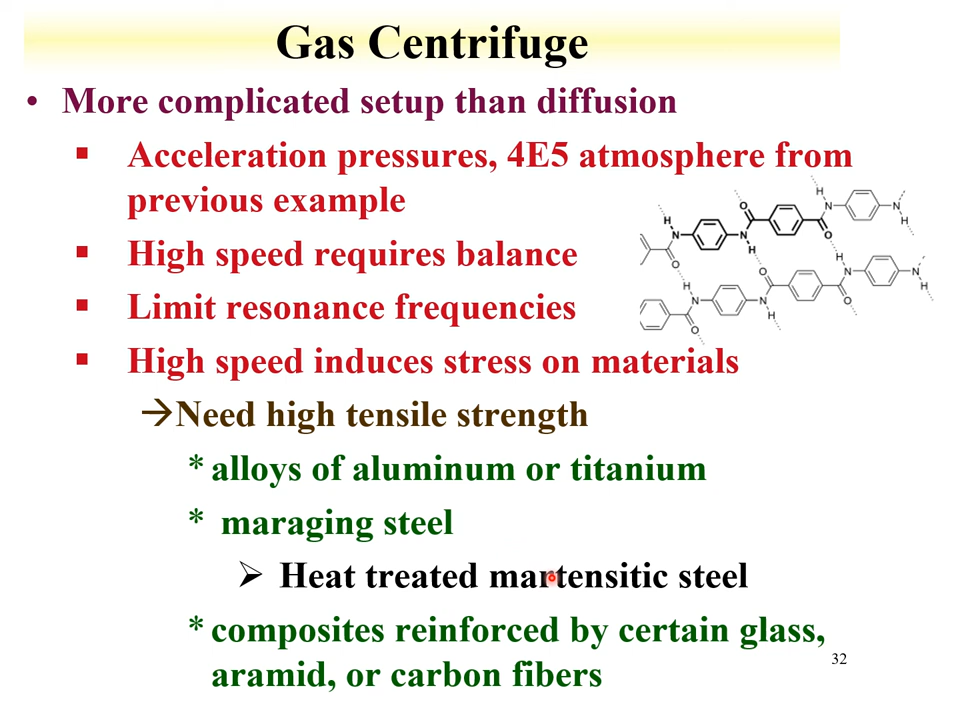 Gas Centrifuge
• More complicated setup than diffusion
▪ Acceleration pressures, 4E5 atmosphere from
previous example
▪ High speed requires balance
▪ Limit resonance frequencies
▪ High speed induces stress on materials
→Need high tensile strength
* alloys of aluminum or titanium
* maraging steel
➢ Heat treated martensitic steel
* composites reinforced by certain glass,
aramid, or carbon fibers
32
H O H
N N O N
H O H
O H
H O N
N N N H
O H O